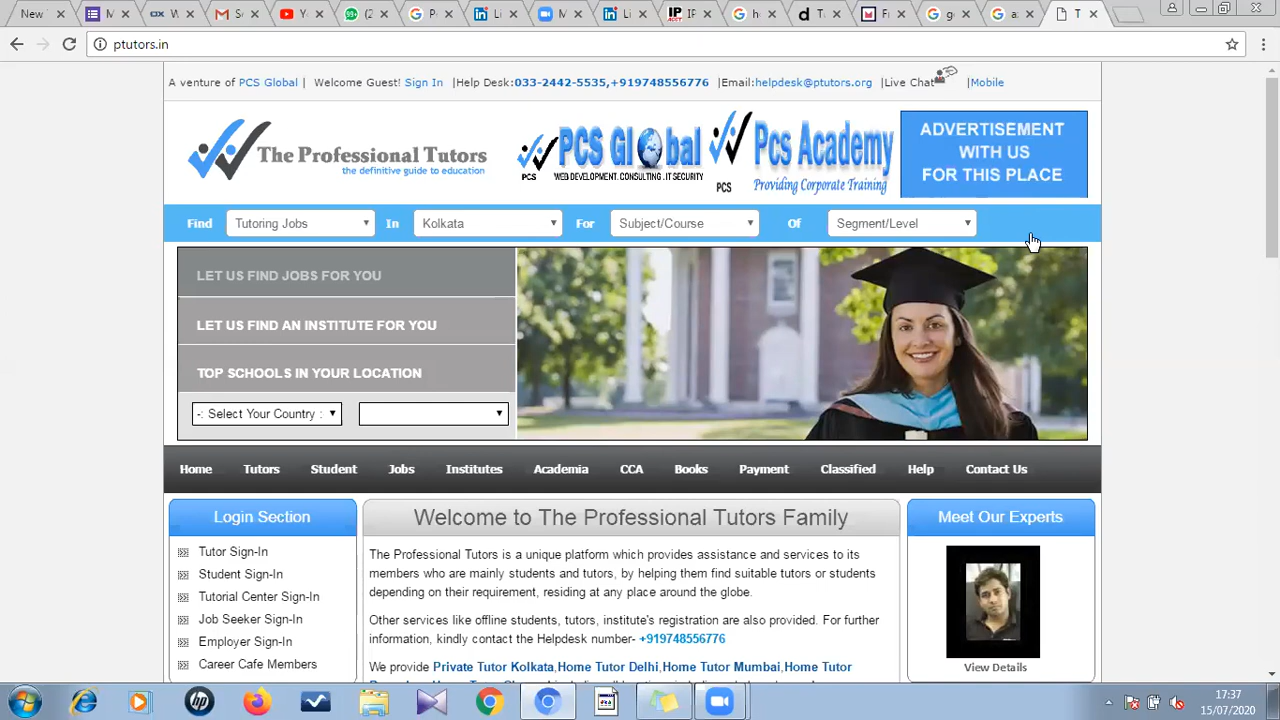 New
M
W
S
Y
99+ (2
P
Li
M
Li
IP
h
T
F
g
a
T
ptutors.in
A venture of PCS Global | Welcome Guest! Sign In |Help Desk:033-2442-5535,+919748556776 |Email:helpdesk@ptutors.org |Live Chat |Mobile
The Professional Tutors
the definitive guide to education
PCS
PCS Global
WEB DEVELOPMENT. CONSULTING . IT SECURITY
PCS
Pcs Academy
Providing Corporate Training
ADVERTISEMENT
WITH US
FOR THIS PLACE
Find Tutoring Jobs In Kolkata For Subject/Course Of Segment/Level
LET US FIND JOBS FOR YOU
LET US FIND AN INSTITUTE FOR YOU
TOP SCHOOLS IN YOUR LOCATION
-: Select Your Country :
Home Tutors Student Jobs Institutes Academia CCA Books Payment Classified Help Contact Us
Login Section
Tutor Sign-In
Student Sign-In
Tutorial Center Sign-In
Job Seeker Sign-In
Employer Sign-In
Career Cafe Members
Welcome to The Professional Tutors Family
The Professional Tutors is a unique platform which provides assistance and services to its
members who are mainly students and tutors, by helping them find suitable tutors or students
depending on their requirement, residing at any place around the globe.
Other services like offline students, tutors, institute's registration are also provided. For further
information, kindly contact the Helpdesk number- +919748556776
We provide Private Tutor Kolkata,Home Tutor Delhi,Home Tutor Mumbai,Home Tutor
Meet Our Experts
View Details
17:37
15/07/2020